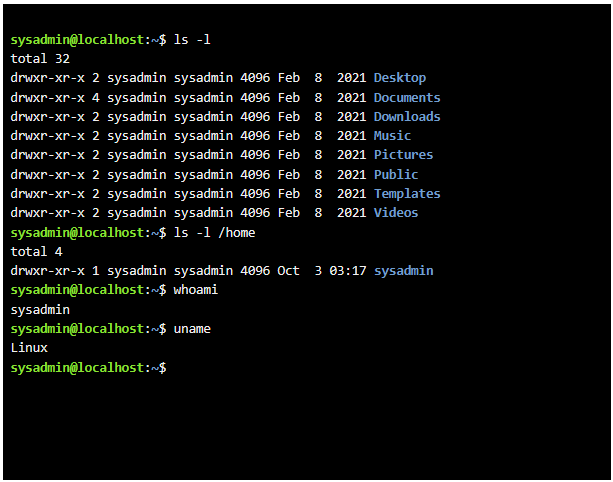 sysadmin@localhost:~$ ls -l
total 32
drwxr-xr-x 2 sysadmin sysadmin 4096 Feb  8  2021 Desktop
drwxr-xr-x 4 sysadmin sysadmin 4096 Feb  8  2021 Documents
drwxr-xr-x 2 sysadmin sysadmin 4096 Feb  8  2021 Downloads
drwxr-xr-x 2 sysadmin sysadmin 4096 Feb  8  2021 Music
drwxr-xr-x 2 sysadmin sysadmin 4096 Feb  8  2021 Pictures
drwxr-xr-x 2 sysadmin sysadmin 4096 Feb  8  2021 Public
drwxr-xr-x 2 sysadmin sysadmin 4096 Feb  8  2021 Templates
drwxr-xr-x 2 sysadmin sysadmin 4096 Feb  8  2021 Videos
sysadmin@localhost:~$ ls -l /home
total 4
drwxr-xr-x 1 sysadmin sysadmin 4096 Oct  3 03:17 sysadmin
sysadmin@localhost:~$ whoami
sysadmin
sysadmin@localhost:~$ uname
Linux
sysadmin@localhost:~$